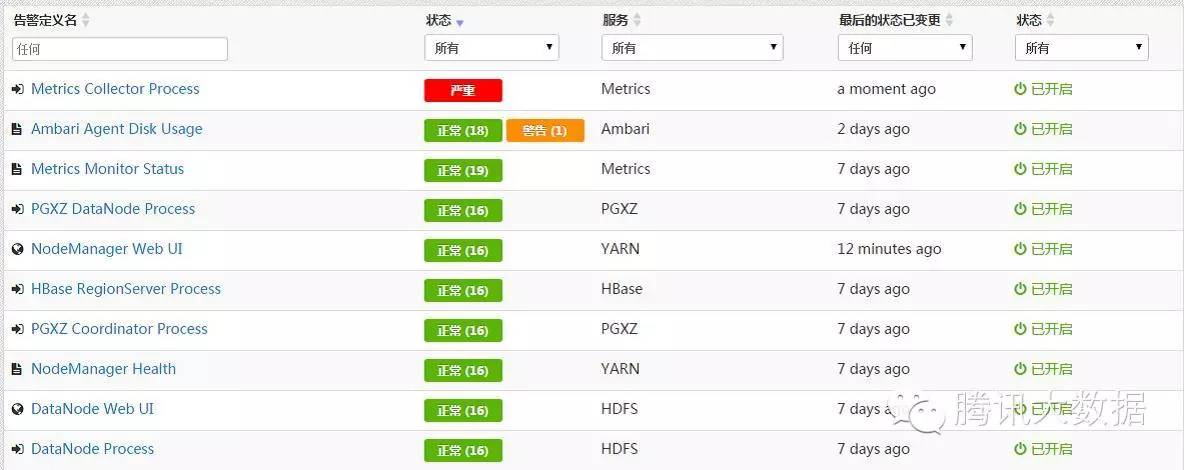 告警定义名 状态 服务 最后的状态已变更 状态
任何 所有 所有 任何 所有
Metrics Collector Process 严重 Metrics a moment ago 已开启
Ambari Agent Disk Usage 正常 (18) 警告 (1) Ambari 2 days ago 已开启
Metrics Monitor Status 正常 (19) Metrics 7 days ago 已开启
PGXZ DataNode Process 正常 (16) PGXZ 7 days ago 已开启
NodeManager Web UI 正常 (16) YARN 12 minutes ago 已开启
HBase RegionServer Process 正常 (16) HBase 7 days ago 已开启
PGXZ Coordinator Process 正常 (16) PGXZ 7 days ago 已开启
NodeManager Health 正常 (16) YARN 7 days ago 已开启
DataNode Web UI 正常 (16) HDFS 7 days ago 已开启
腾讯大数据
DataNode Process 正常 (16) HDFS 7 days ago 已开启